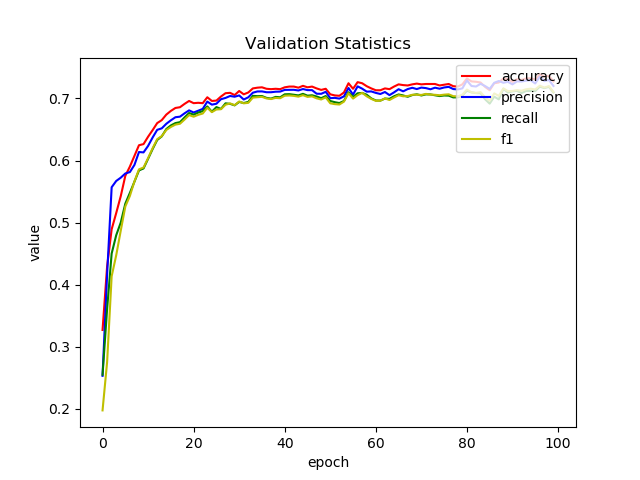 Validation Statistics
accuracy
precision
recall
f1
0.7
0.6
0.5
0.4
0.3
0.2
value
0 20 40 60 80 100
epoch